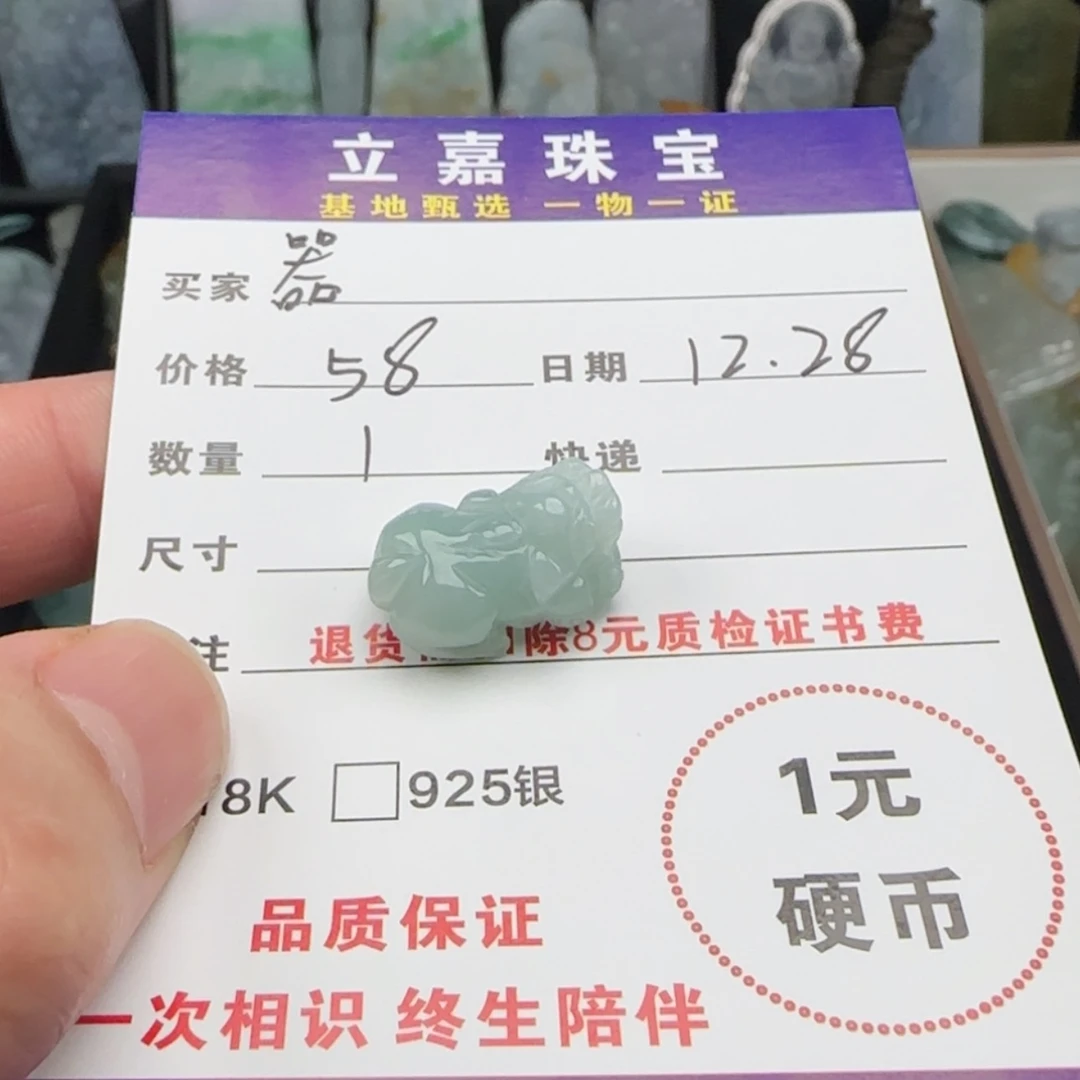 立嘉珠宝
基地甄选 一物一证
买家 器
价格 58 日期 12.28
数量 1 快递
尺寸
注 退货 除8元质检证书费
18K 925银
1元
硬币
品质保证
一次相识 终生陪伴